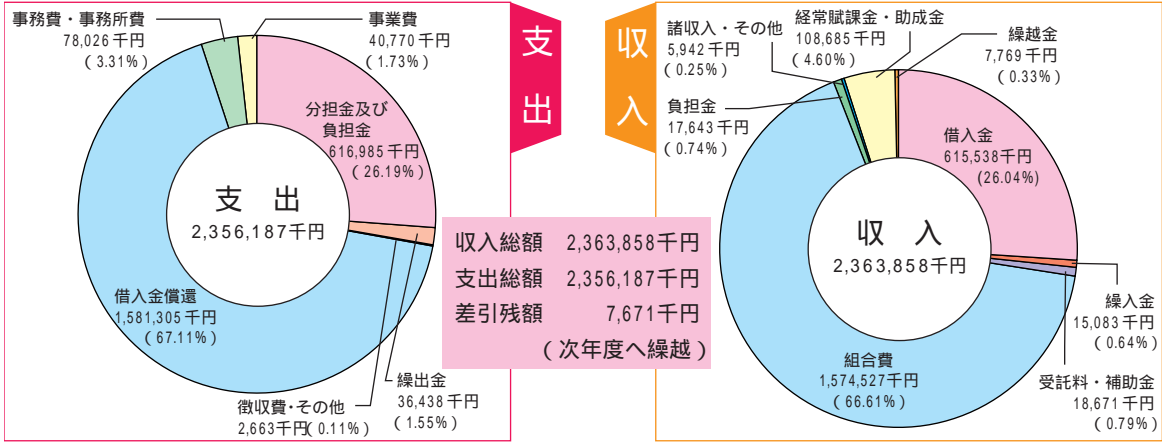 事務費・事務所費
78,026千円
（3.31％）
事業費
40,770千円
（1.73％）
分担金及び
負担金
616,985千円
（26.19％）
支 出
2,356,187千円
借入金償還
1,581,305千円
（67.11％）
繰出金
36,438千円
（1.55％）
徴収費・その他
2,663千円（0.11％）
支出
収入
収入総額 2,363,858千円
支出総額 2,356,187千円
差引残額 7,671千円
（次年度へ繰越）
諸収入・その他
5,942千円
（0.25％）
経常賦課金・助成金
108,685千円
（4.60％）
繰越金
7,769千円
（0.33％）
負担金
17,643千円
（0.74％）
借入金
615,538千円
(26.04％)
収 入
2,363,858千円
繰入金
15,083千円
（0.64％）
組合費
1,574,527千円
（66.61％）
受託料・補助金
18,671千円
（0.79％）